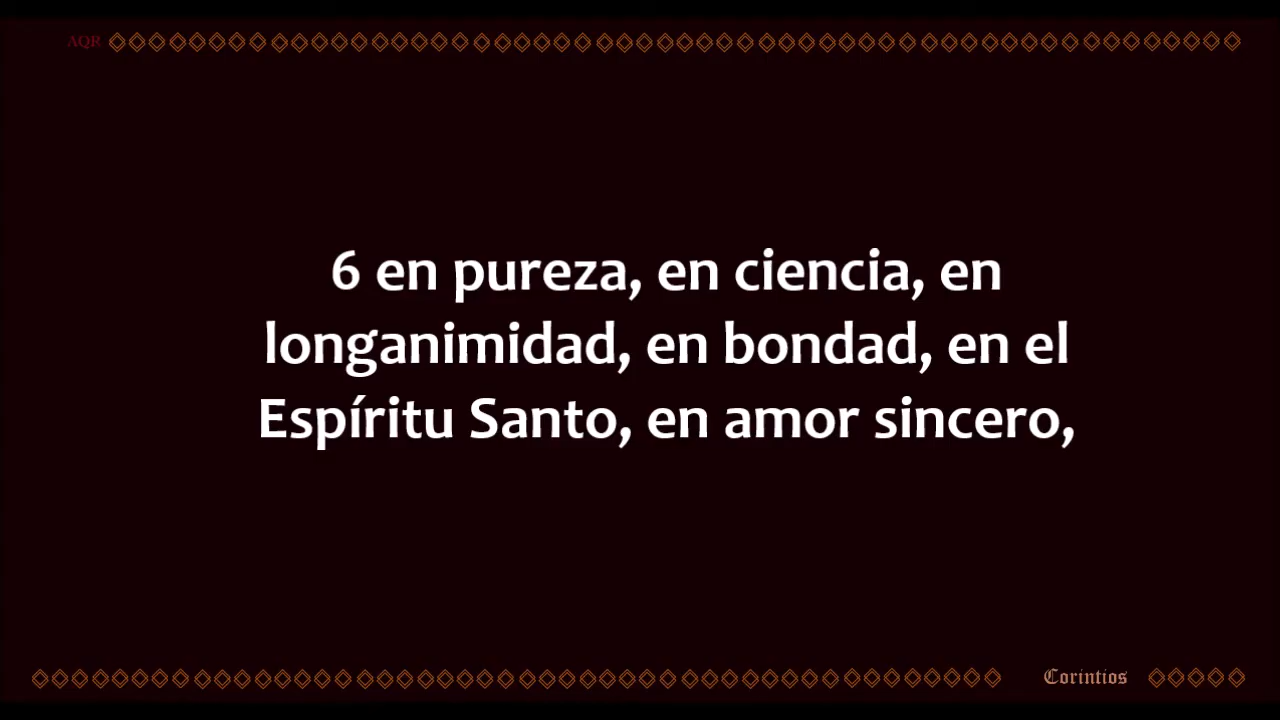 AQR
6 en pureza, en ciencia, en
longanimidad, en bondad, en el
Espíritu Santo, en amor sincero,
Corintios